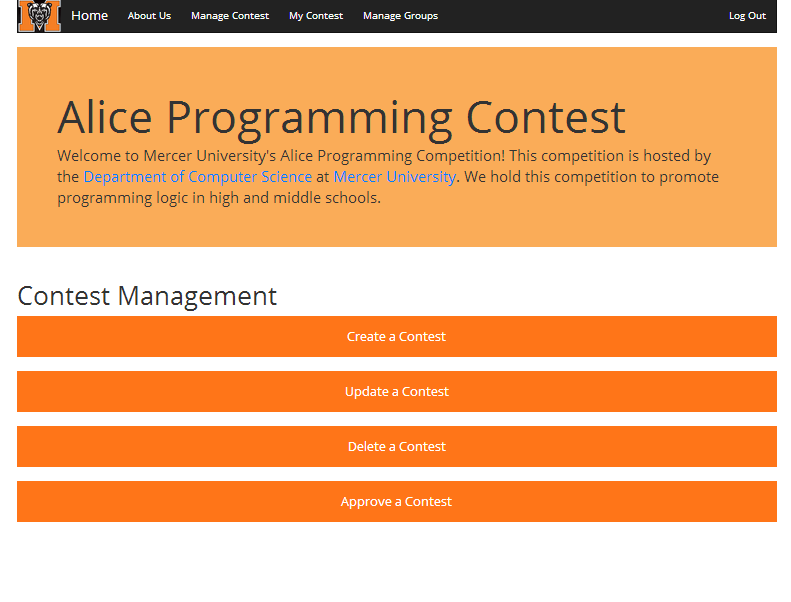 Home About Us Manage Contest My Contest Manage Groups Log Out
Alice Programming Contest
Welcome to Mercer University's Alice Programming Competition! This competition is hosted by
the Department of Computer Science at Mercer University. We hold this competition to promote
programming logic in high and middle schools.
Contest Management
Create a Contest
Update a Contest
Delete a Contest
Approve a Contest